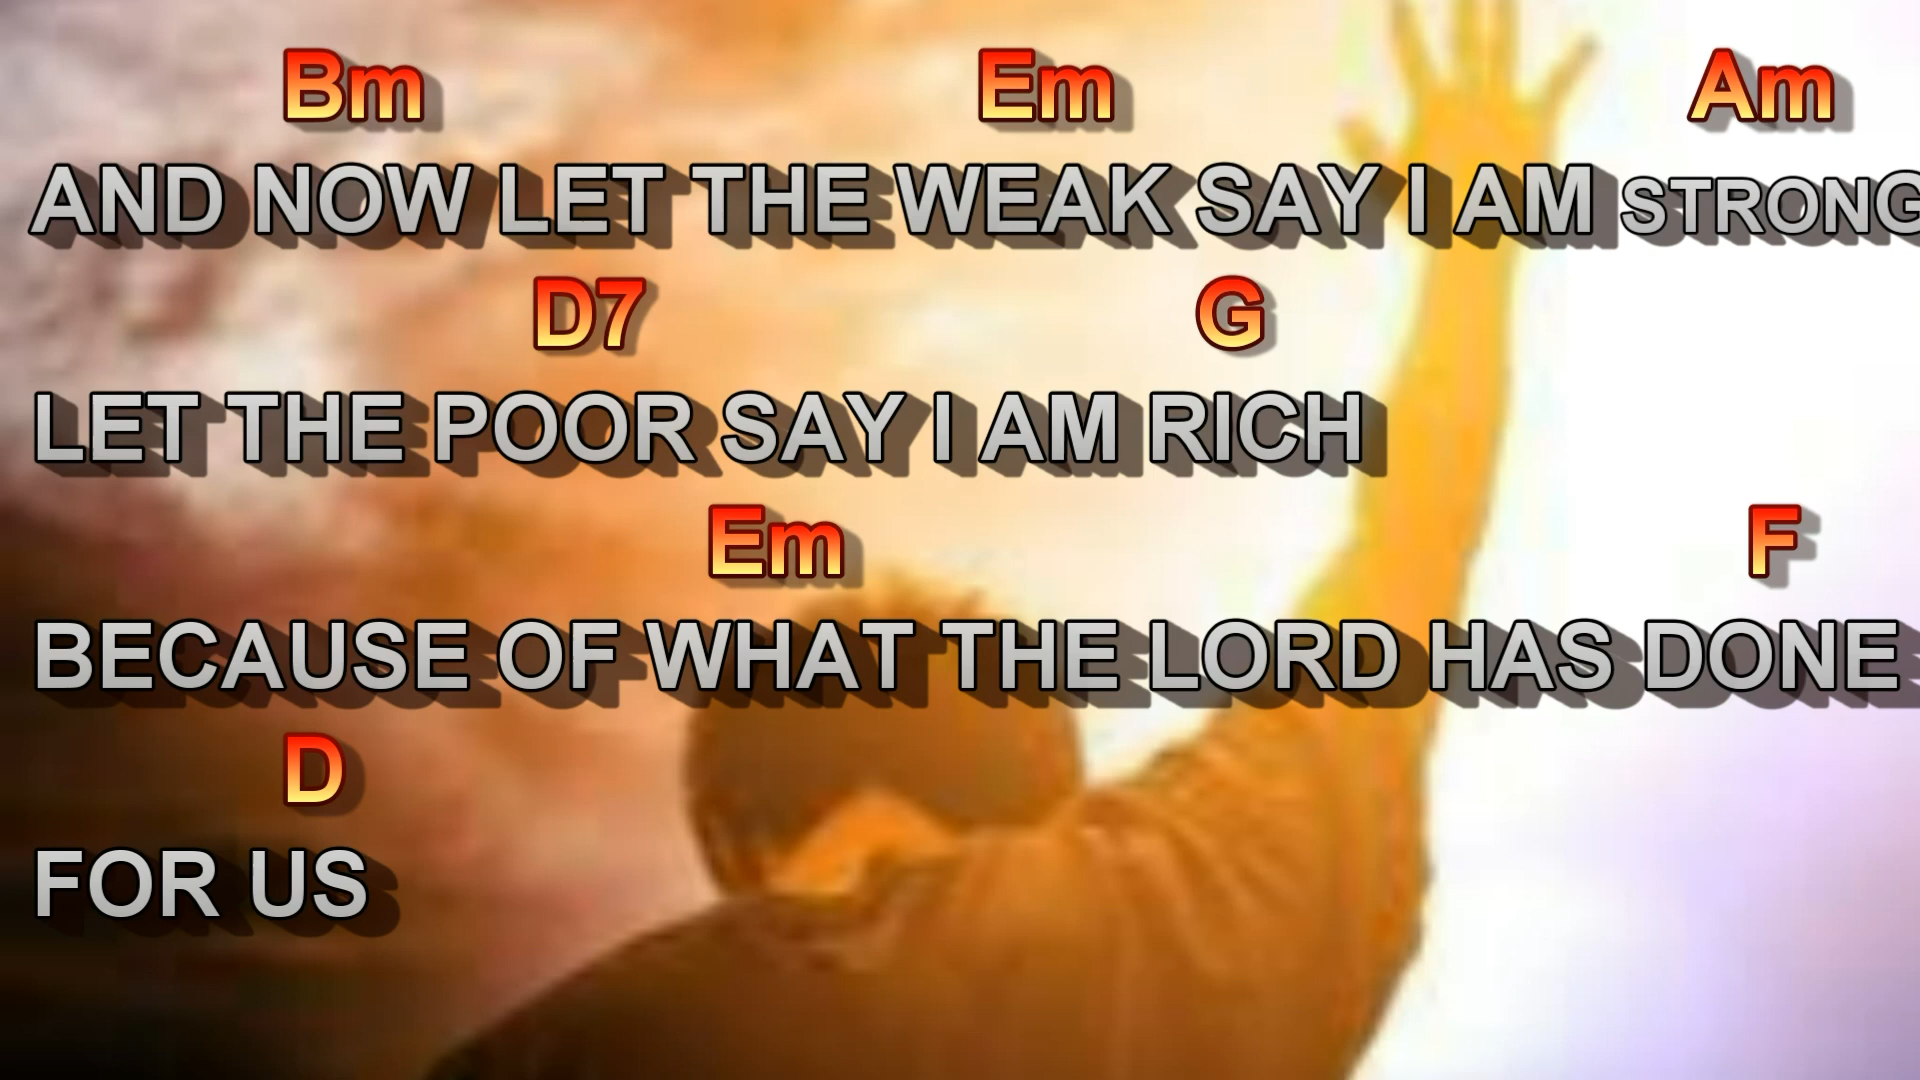 Bm Em Am
AND NOW LET THE WEAK SAY I AM STRONG
D7 G
LET THE POOR SAY I AM RICH
Em F
BECAUSE OF WHAT THE LORD HAS DONE
D
FOR US